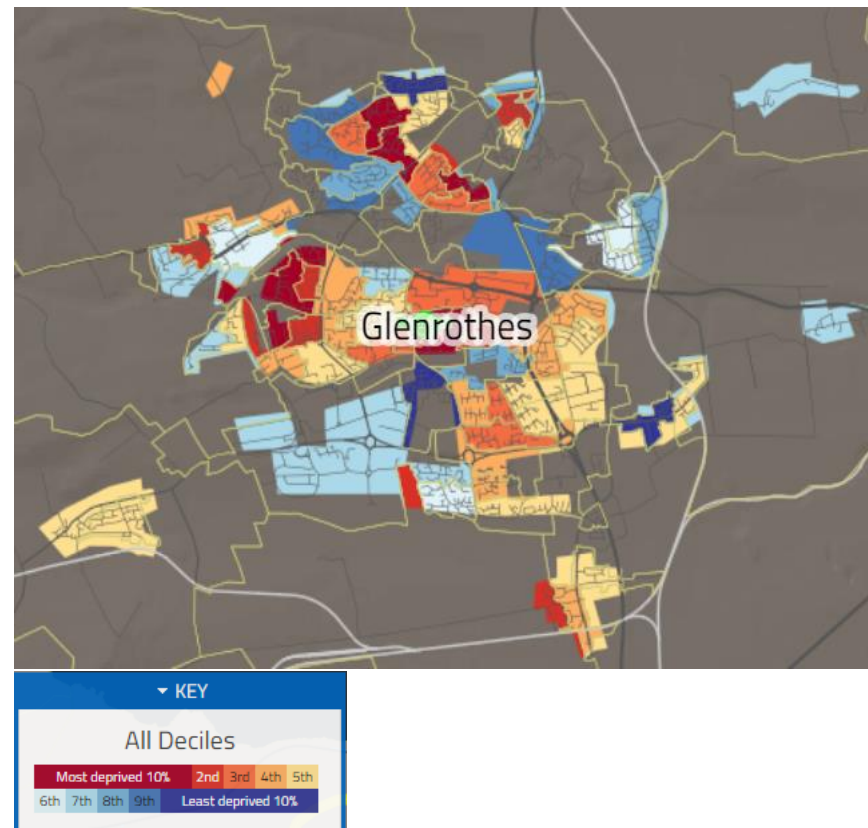 Glenrothes
KEY
All Deciles
Most deprived 10% 2nd 3rd 4th 5th
6th 7th 8th 9th Least deprived 10%